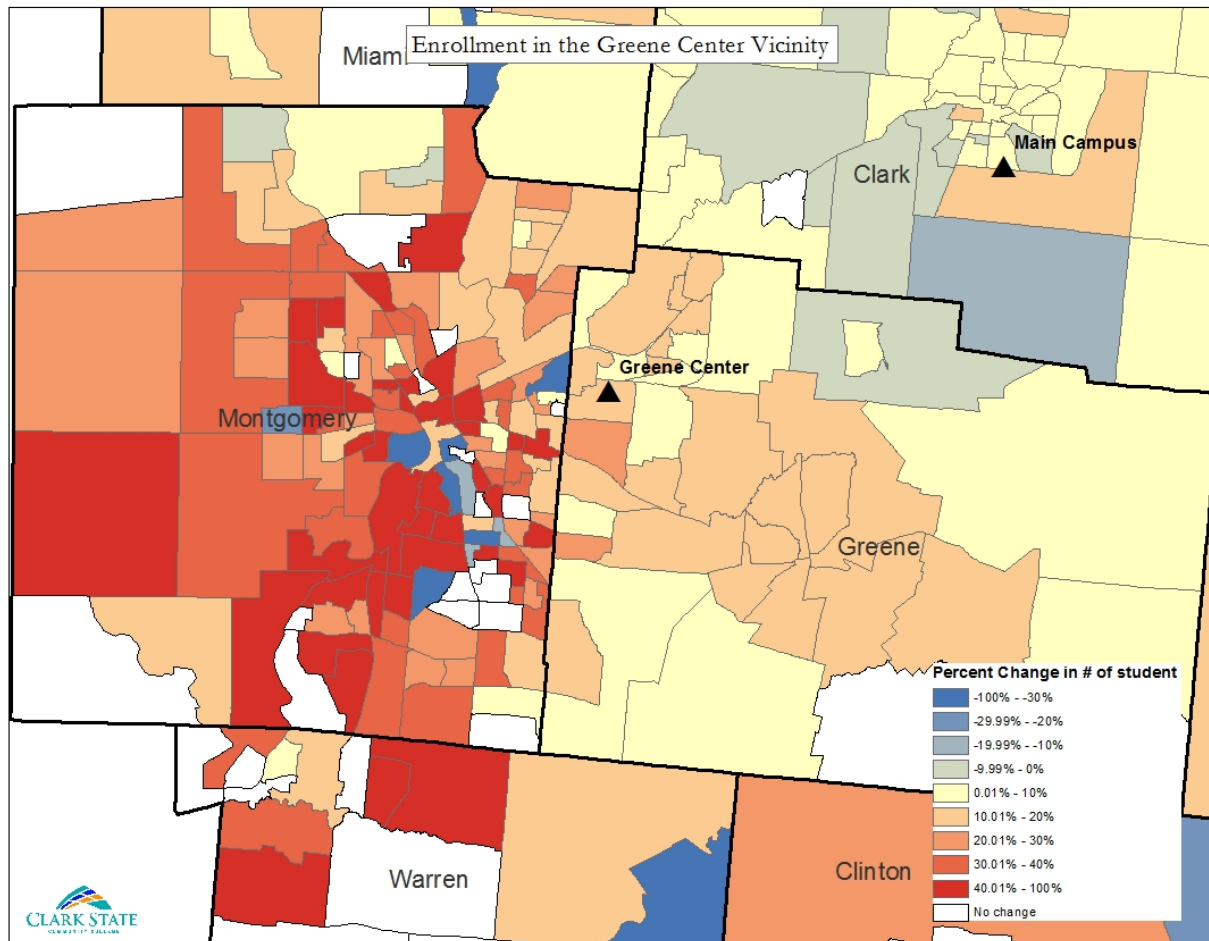 Enrollment in the Greene Center Vicinity
Miami
Main Campus
Clark
Greene Center
Montgomery
Greene
Percent Change in # of student
-100% - -30%
-29.99% - -20%
-19.99% - -10%
-9.99% - 0%
0.01% - 10%
10.01% - 20%
20.01% - 30%
30.01% - 40%
40.01% - 100%
No change
Warren
Clinton
CLARK STATE
COMMUNITY COLLEGE